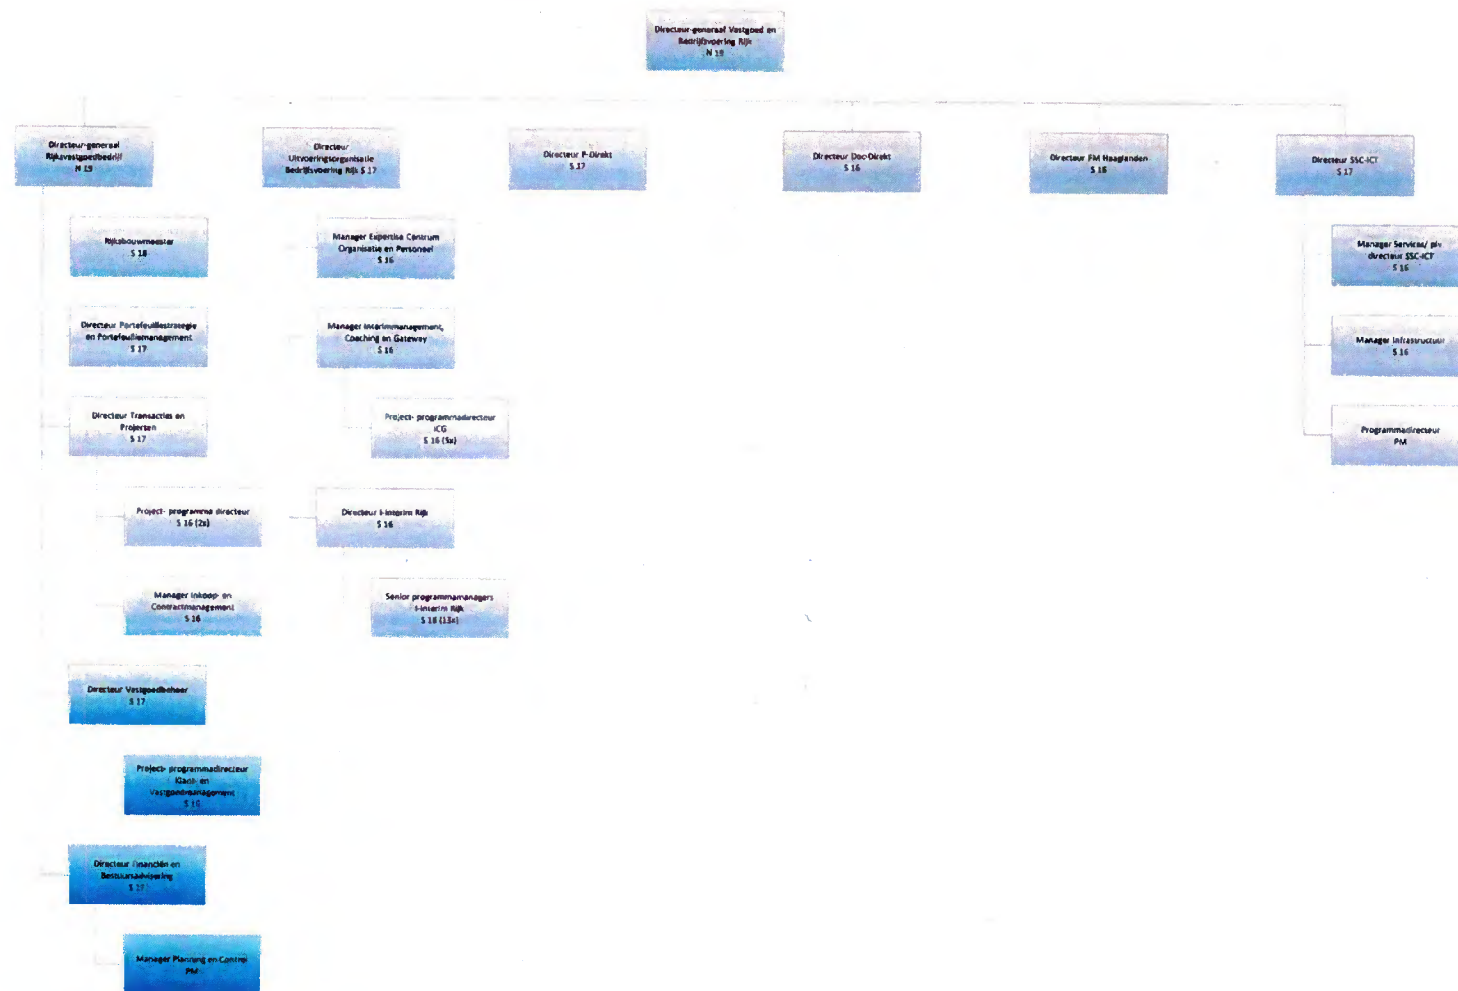 Directeur-generaal Vastgoed en
Bedrijfsvoering Rijk
N 19
Directeur-generaal
Rijksvastgoedbedrijf
N 19
Directeur
Uitvoeringsorganisatie
Bedrijfsvoering Rijk S 17
Directeur P-Direkt
S 17
Directeur Doc-Direkt
S 16
Directeur FM Haaglanden
S 16
Directeur SSC-ICT
S 17
Rijksbouwmeester
S 18
Manager Expertise Centrum
Organisatie en Personeel
S 16
Manager Services/ plv
directeur SSC-ICT
S 16
Directeur Portefeuillestrategie
en Portefeuillemanagement
S 17
Manager Interimmanagement,
Coaching en Gateway
S 16
Manager Infrastructuur
S 16
Directeur Transacties en
Projecten
S 17
Project- programmadirecteur
ICG
S 16 (5x)
Programmadirecteur
PM
Project- programma directeur
S 16 (2x)
Directeur I-Interim Rijk
S 16
Manager Inkoop- en
Contractmanagement
S 16
Senior programmamanagers
I-Interim Rijk
(13x)
Directeur Vastgoedbeheer
S 17
Project- programmadirecteur
Klant- en
Vastgoedmanagement
S 16
Directeur Financiën en
Bestuursadvisering
S 17
Manager Planning en Control
PM